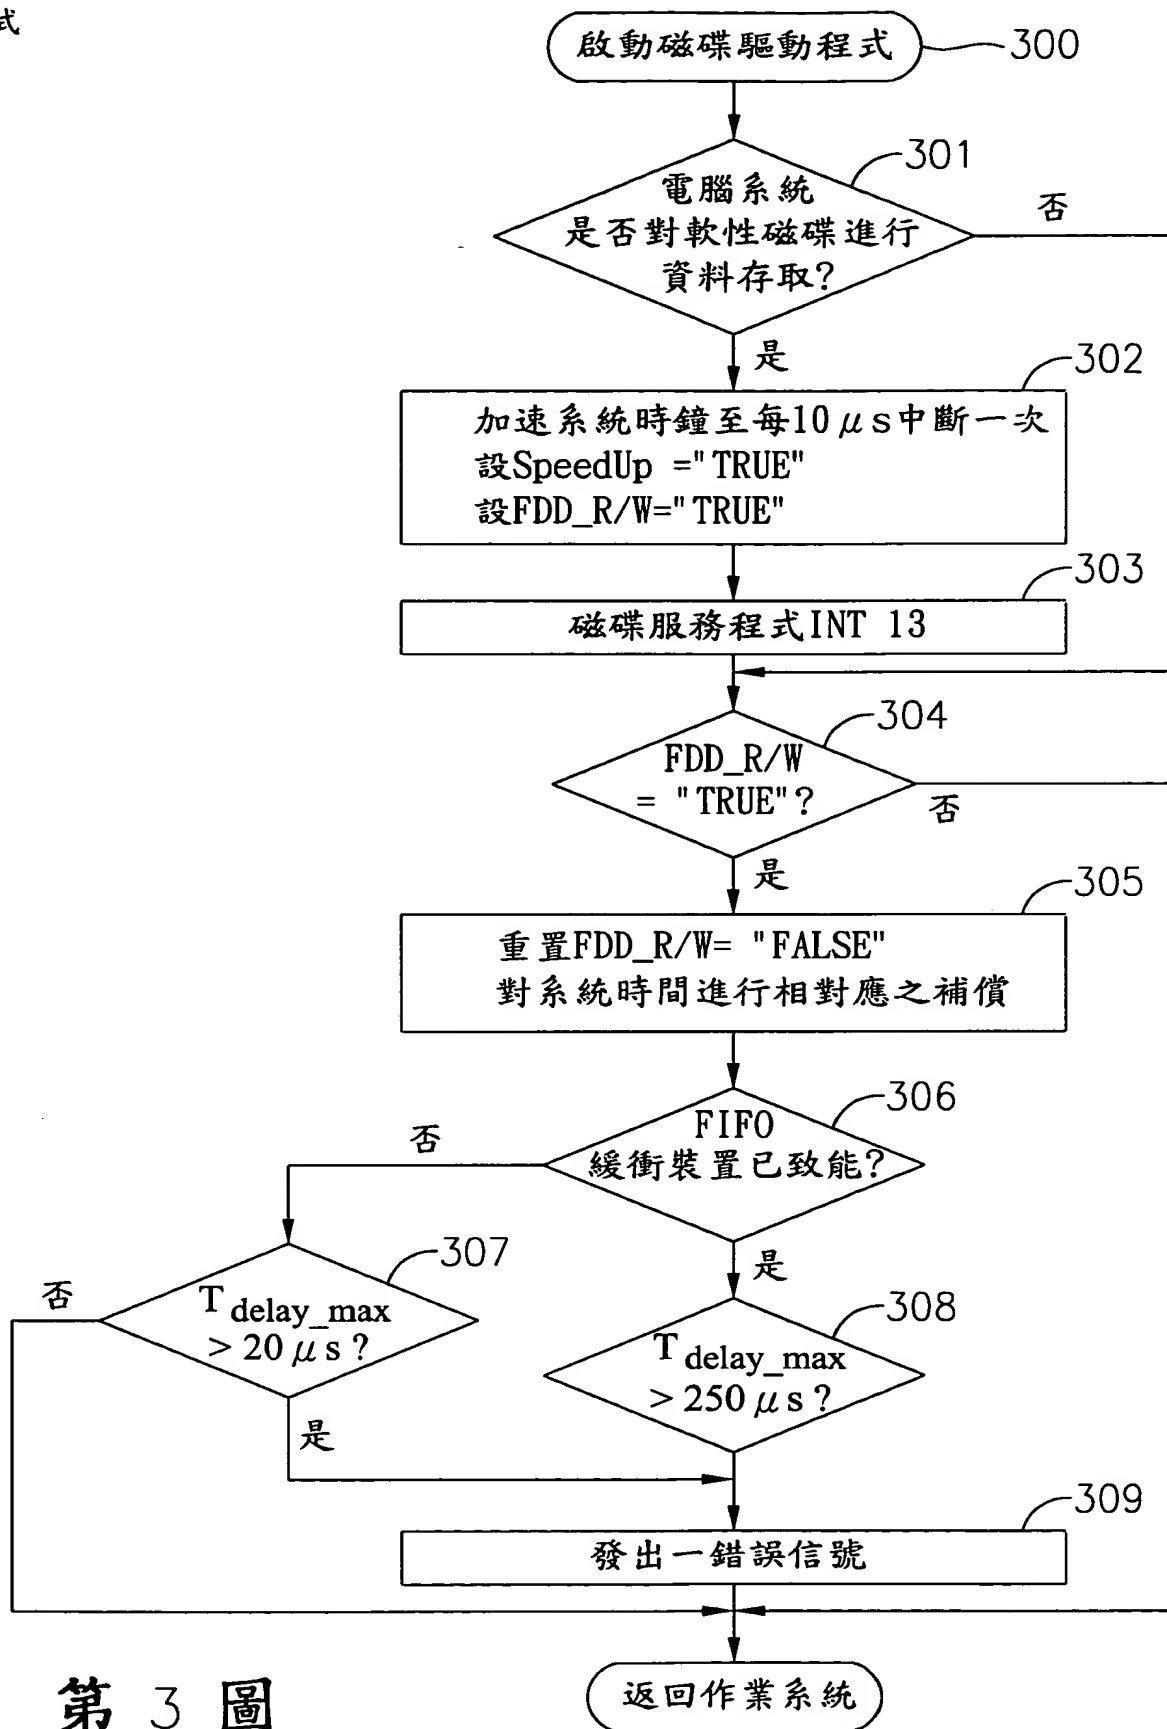 式
啟動磁碟驅動程式
300
301
電腦系統
是否對軟性磁碟進行
資料存取?
否
是
302
加速系統時鐘至每10μs中斷一次
設SpeedUp ="TRUE"
設FDD_R/W="TRUE"
303
磁碟服務程式INT 13
304
FDD_R/W
= "TRUE"?
否
是
305
重置FDD_R/W= "FALSE"
對系統時間進行相對應之補償
306
FIFO
緩衝裝置已致能?
否
是
307
T delay_max
> 20 μs ?
否
是
308
T delay_max
> 250 μs ?
309
發出一錯誤信號
返回作業系統
第 3 圖